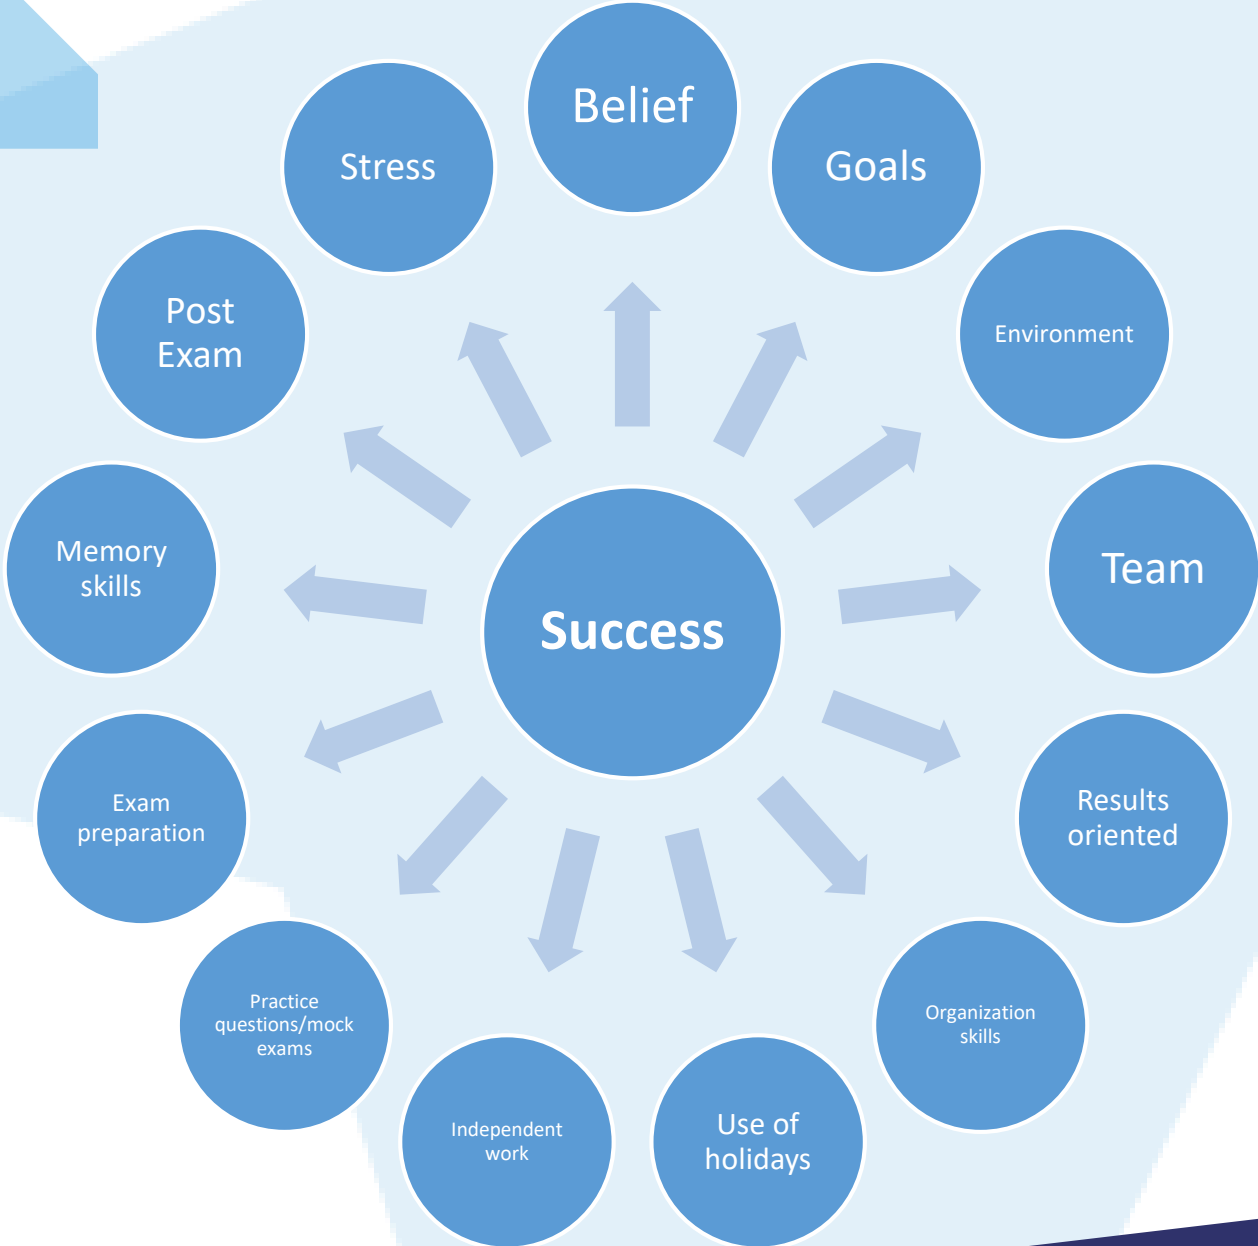 Belief
Goals
Environment
Team
Results
oriented
Organization
skills
Use of
holidays
Independent
work
Practice
questions/mock
exams
Exam
preparation
Memory
skills
Post
Exam
Stress
Success